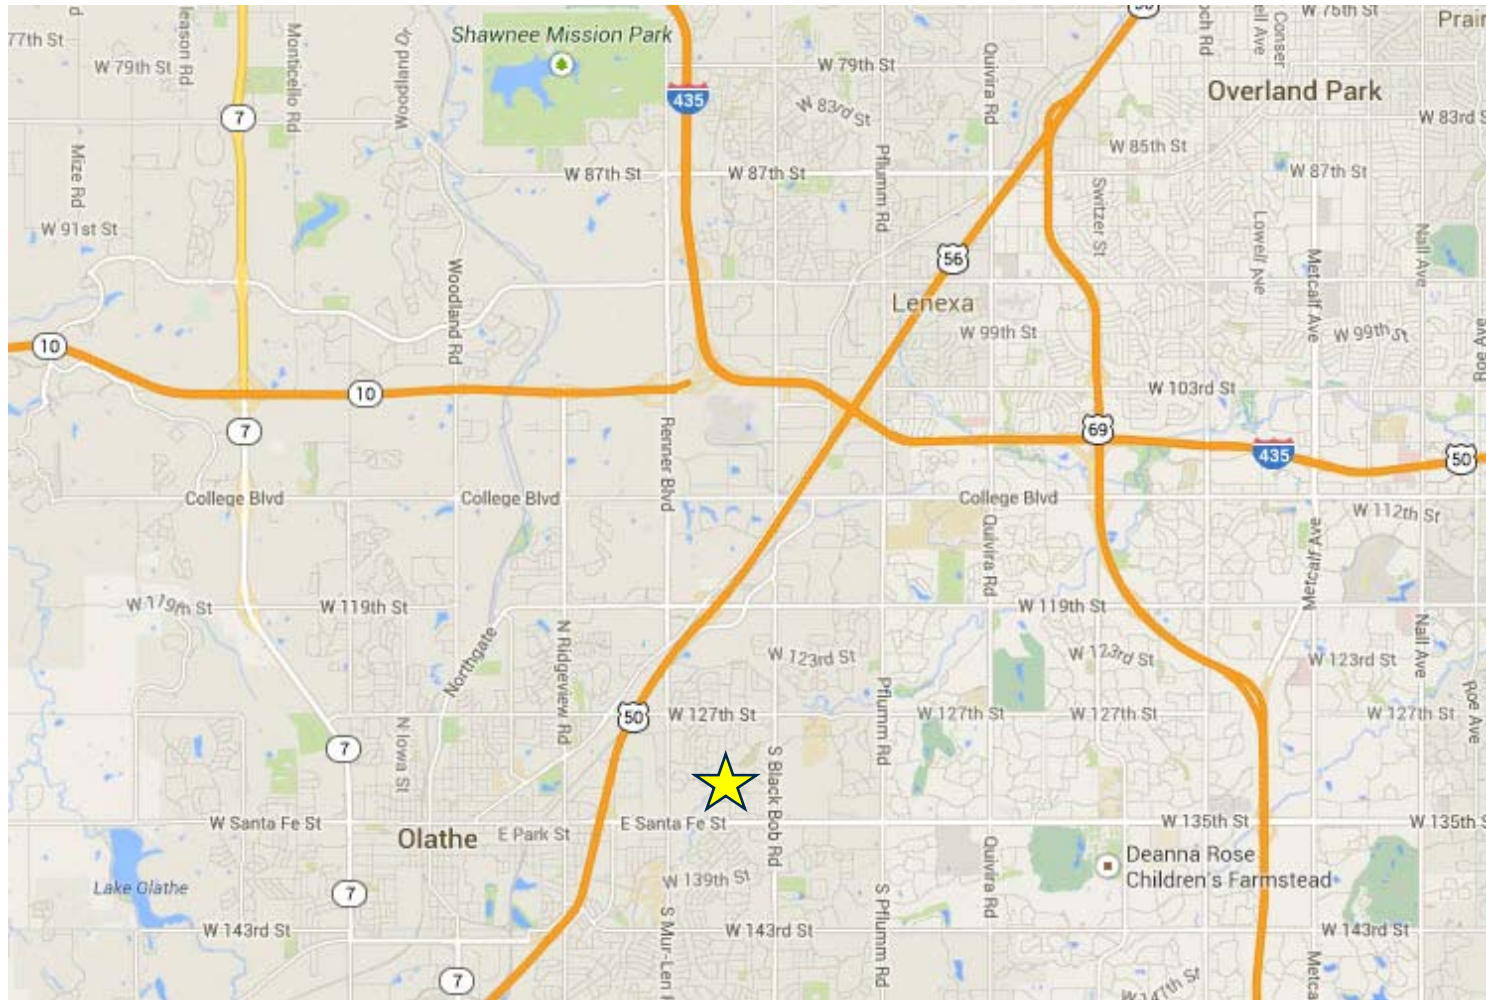 Shawnee Mission Park
W 75th St
Prair
77th St
W 79th St
Monticello Rd
Woodland
W 79th St
Quivira Rd
Conser
7
435
W 83rd St
Overland Park
W 83rd S
Mize Rd
W 87th St
W 87th St
Pflumm Rd
W 85th St
W 87th St
W 91st St
Switzer St
Lowell Ave
Nall Ave
Metcalf Ave
56
Woodland Rd
Lenexa
W 99th St
W 99th St
Roe Ave
10
10
W 103rd St
7
Renner Blvd
69
435
50
College Blvd
College Blvd
College Blvd
W 112th St
Quivira Rd
Metcalf Ave
W 119th St
W 119th St
W 119th St
Northgate
N Ridgeview Rd
W 123rd St
W 123rd St
W 123rd St
Nall Ave
Roe Ave
50
W 127th St
Pflumm Rd
W 127th St
W 127th St
W 127th St
N Iowa St
7
S Black Bob Rd
W Santa Fe St
Olathe
E Park St
E Santa Fe St
W 135th St
W 135th S
Quivira Rd
Deanna Rose
Children's Farmstead
Lake Olathe
7
W 139th St
S Pflumm Rd
S Mur-Len
W 143rd St
W 143rd St
W 143rd St
Metca
7
W 147th St